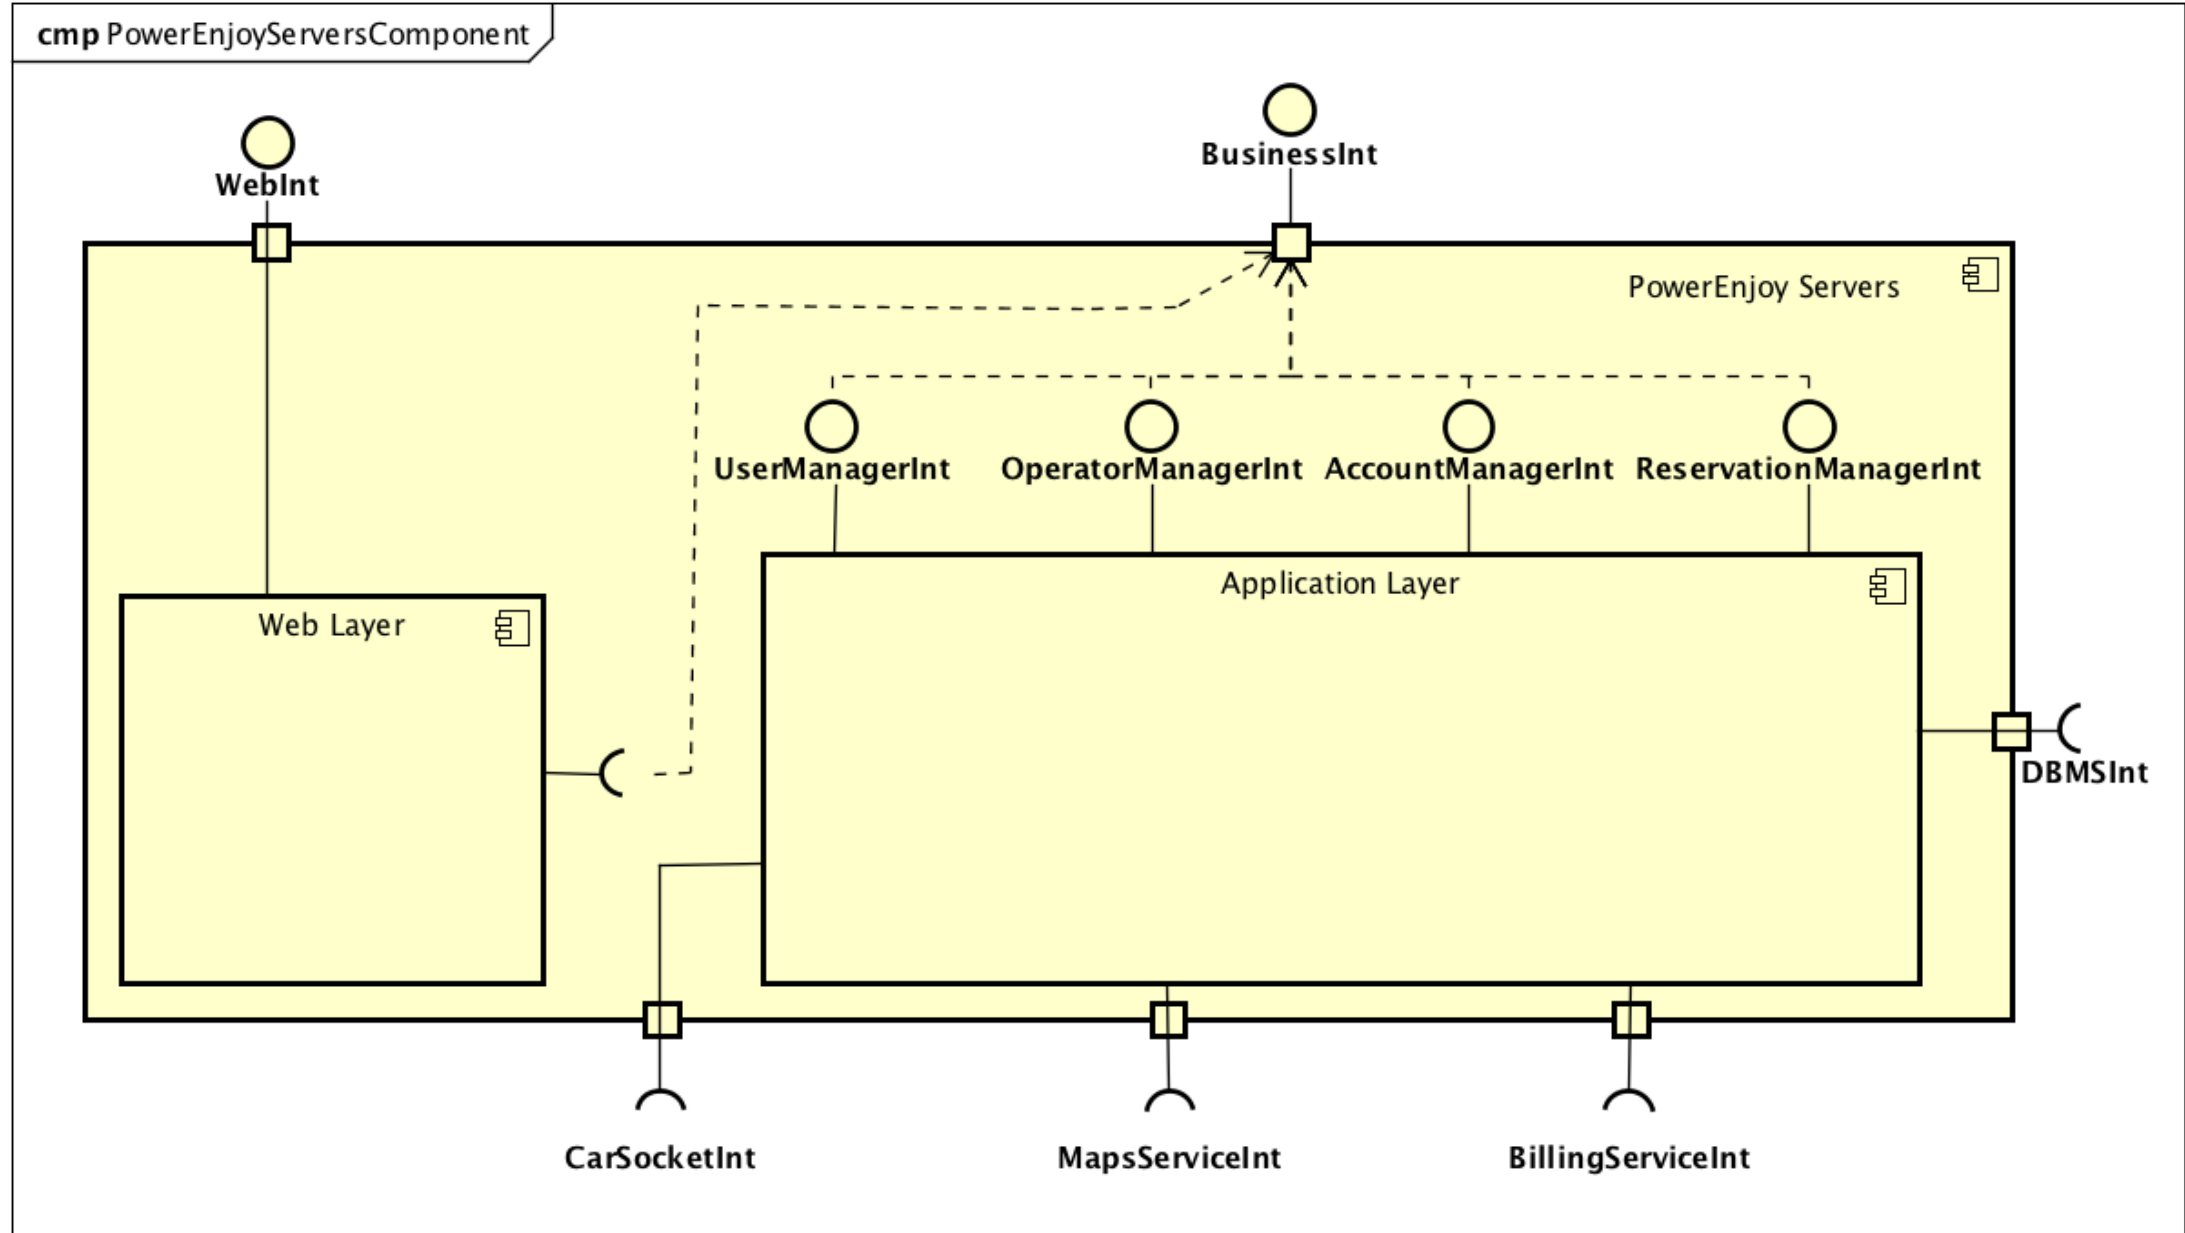 cmp PowerEnjoyServersComponent
BusinessInt
WebInt
PowerEnjoy Servers
UserManagerInt
OperatorManagerInt
AccountManagerInt
ReservationManagerInt
Application Layer
Web Layer
DBMSInt
CarSocketInt
MapsServiceInt
BillingServiceInt